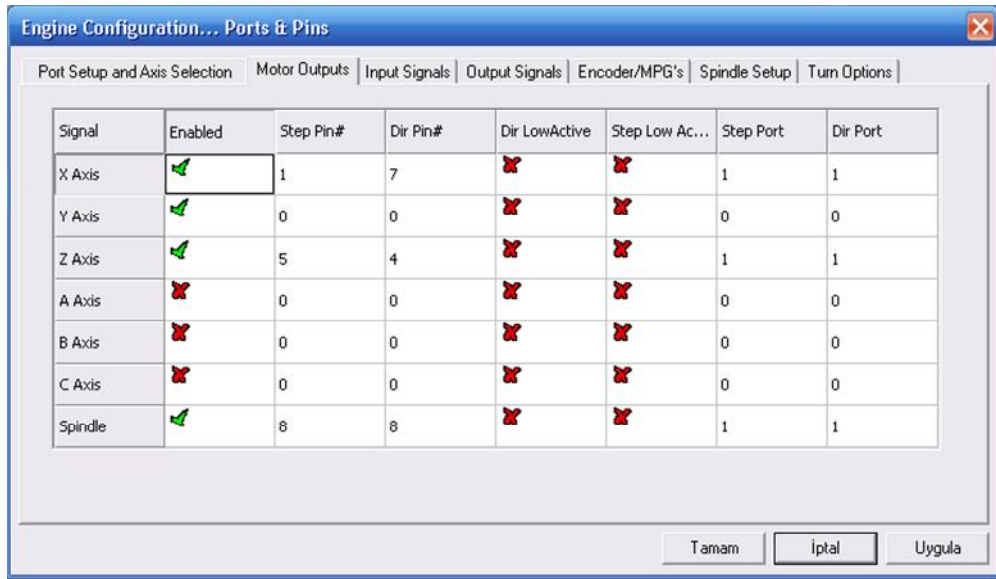 Engine Configuration... Ports & Pins
Port Setup and Axis Selection Motor Outputs Input Signals Output Signals Encoder/MPG's Spindle Setup Turn Options
Signal Enabled Step Pin# Dir Pin# Dir LowActive Step Low Ac... Step Port Dir Port
X Axis 1 7 1 1
Y Axis 0 0 0 0
Z Axis 5 4 1 1
A Axis 0 0 0 0
B Axis 0 0 0 0
C Axis 0 0 0 0
Spindle 8 8 1 1
Tamam İptal Uygula